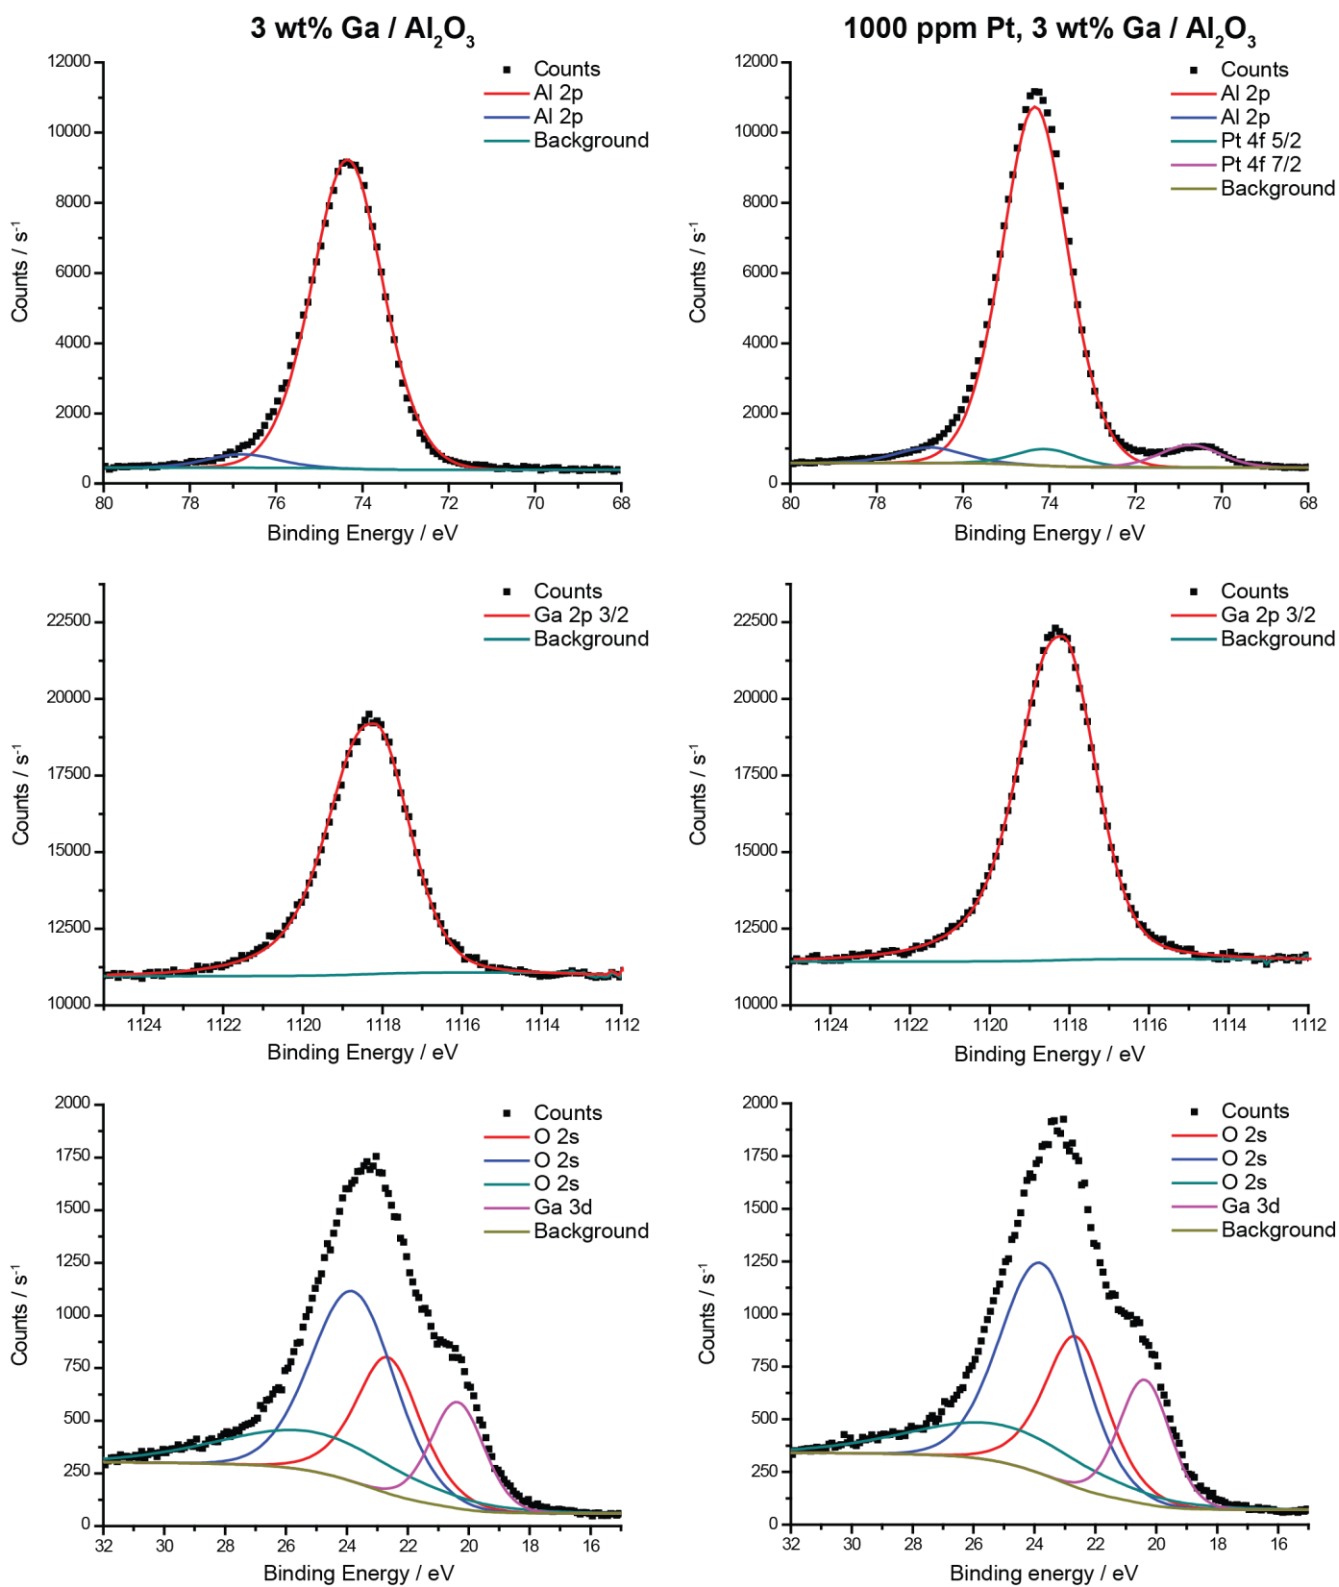 3 wt% Ga / Al₂O₃
12000
10000
8000
6000
4000
2000
0
Counts / s⁻¹
Counts
Al 2p
Al 2p
Background
80 78 76 74 72 70 68
Binding Energy / eV
1000 ppm Pt, 3 wt% Ga / Al₂O₃
12000
10000
8000
6000
4000
2000
0
Counts / s⁻¹
Counts
Al 2p
Al 2p
Pt 4f 5/2
Pt 4f 7/2
Background
80 78 76 74 72 70 68
Binding Energy / eV
22500
20000
17500
15000
12500
10000
Counts / s⁻¹
Counts
Ga 2p 3/2
Background
1124 1122 1120 1118 1116 1114 1112
Binding Energy / eV
22500
20000
17500
15000
12500
10000
Counts / s⁻¹
Counts
Ga 2p 3/2
Background
1124 1122 1120 1118 1116 1114 1112
Binding Energy / eV
2000
1750
1500
1250
1000
750
500
250
0
Counts / s⁻¹
Counts
O 2s
O 2s
O 2s
Ga 3d
Background
32 30 28 26 24 22 20 18 16
Binding Energy / eV
2000
1750
1500
1250
1000
750
500
250
0
Counts / s⁻¹
Counts
O 2s
O 2s
O 2s
Ga 3d
Background
32 30 28 26 24 22 20 18 16
Binding energy / eV